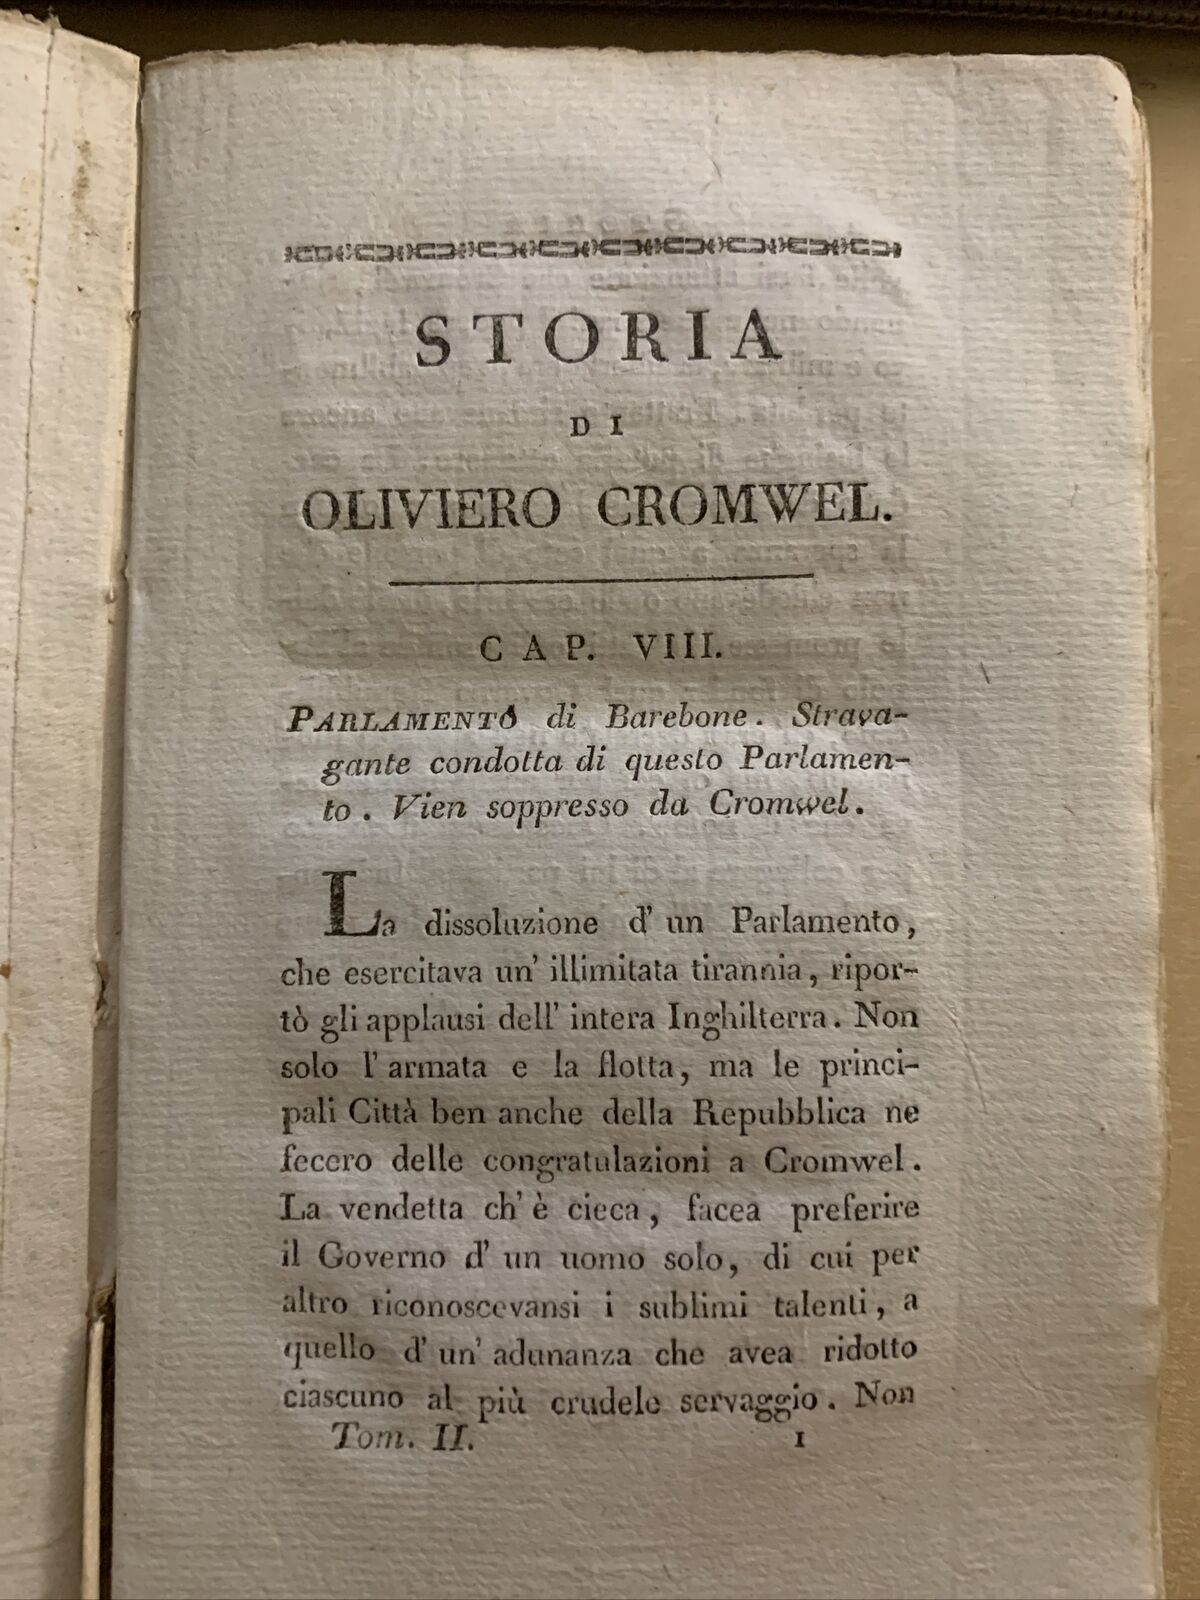 STORIA
DI
OLIVIERO CROMWEL.
CAP. VIII.
PARLAMENTO di Barebone. Strava-
gante condotta di questo Parlamen-
to. Vien soppresso da Cromwel.
La dissoluzione d' un Parlamento,
che esercitava un' illimitata tirannia, ripor-
tò gli applausi dell' intera Inghilterra. Non
solo l' armata e la flotta, ma le princi-
pali Città ben anche della Repubblica ne
fecero delle congratulazioni a Cromwel.
La vendetta ch' è cieca, facea preferire
il Governo d' un uomo solo, di cui per
altro riconoscevansi i sublimi talenti, a
quello d' un' adunanza che avea ridotto
ciascuno al più crudele servaggio. Non
Tom. II. 1